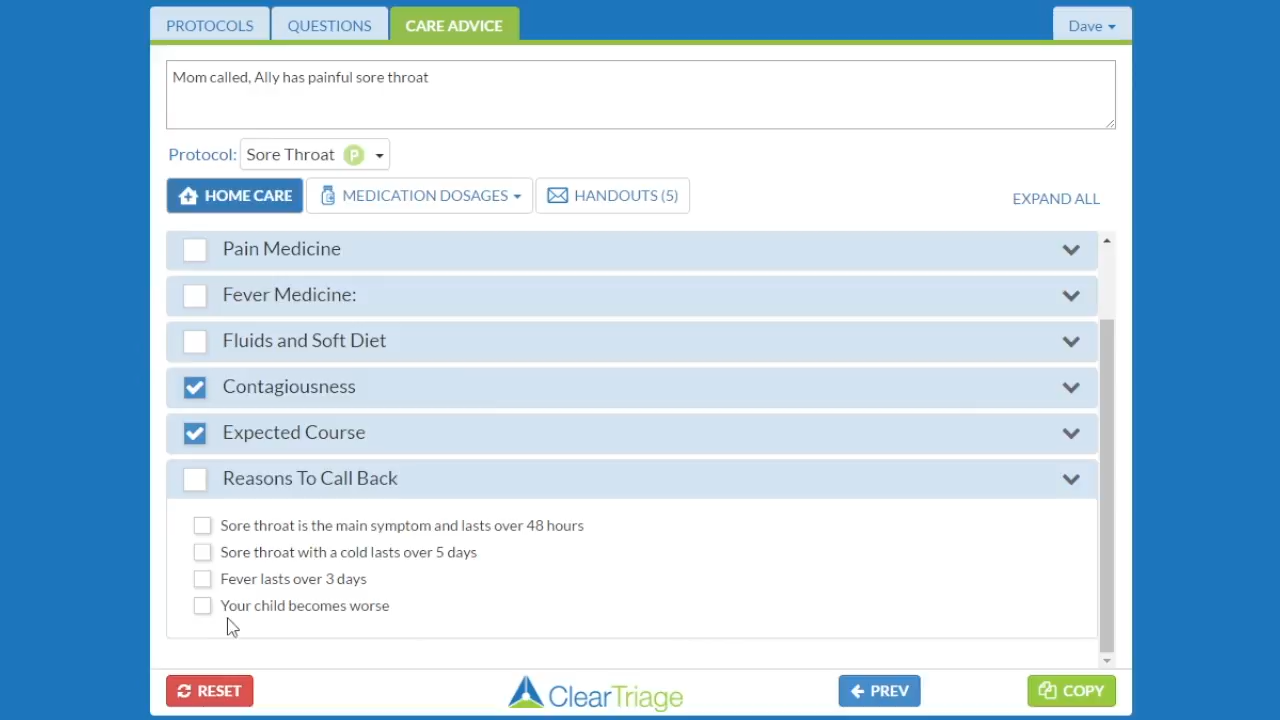 PROTOCOLS QUESTIONS CARE ADVICE Dave
Mom called, Ally has painful sore throat
Protocol: Sore Throat P
HOME CARE MEDICATION DOSAGES HANDOUTS (5) EXPAND ALL
Pain Medicine
Fever Medicine:
Fluids and Soft Diet
Contagiousness
Expected Course
Reasons To Call Back
Sore throat is the main symptom and lasts over 48 hours
Sore throat with a cold lasts over 5 days
Fever lasts over 3 days
Your child becomes worse
RESET ClearTriage PREV COPY